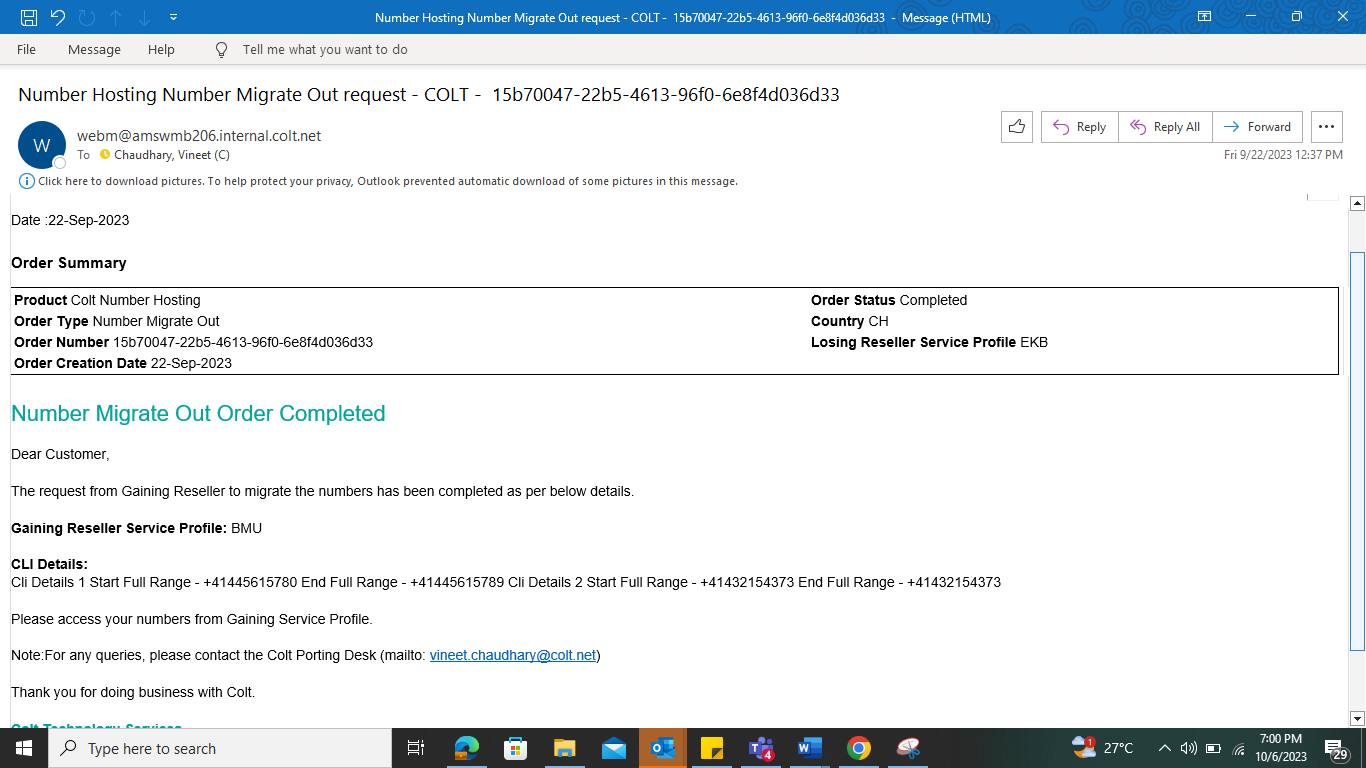 Number Hosting Number Migrate Out request - COLT -  15b70047-22b5-4613-96f0-6e8f4d036d33  -  Message (HTML)
File Message Help Tell me what you want to do
Number Hosting Number Migrate Out request - COLT -  15b70047-22b5-4613-96f0-6e8f4d036d33
W
webm@amswmb206.internal.colt.net
To Chaudhary, Vineet (C)
Reply Reply All Forward
Fri 9/22/2023 12:37 PM
Click here to download pictures. To help protect your privacy, Outlook prevented automatic download of some pictures in this message.
Date :22-Sep-2023
Order Summary
Product Colt Number Hosting Order Status Completed
Order Type Number Migrate Out Country CH
Order Number 15b70047-22b5-4613-96f0-6e8f4d036d33 Losing Reseller Service Profile EKB
Order Creation Date 22-Sep-2023
Number Migrate Out Order Completed
Dear Customer,
The request from Gaining Reseller to migrate the numbers has been completed as per below details.
Gaining Reseller Service Profile: BMU
CLI Details:
Cli Details 1 Start Full Range - +41445615780 End Full Range - +41445615789 Cli Details 2 Start Full Range - +41432154373 End Full Range - +41432154373
Please access your numbers from Gaining Service Profile.
Note:For any queries, please contact the Colt Porting Desk (mailto: vineet.chaudhary@colt.net)
Thank you for doing business with Colt.
Colt Technology Services
Type here to search
4
1
27°C
7:00 PM
10/6/2023
29